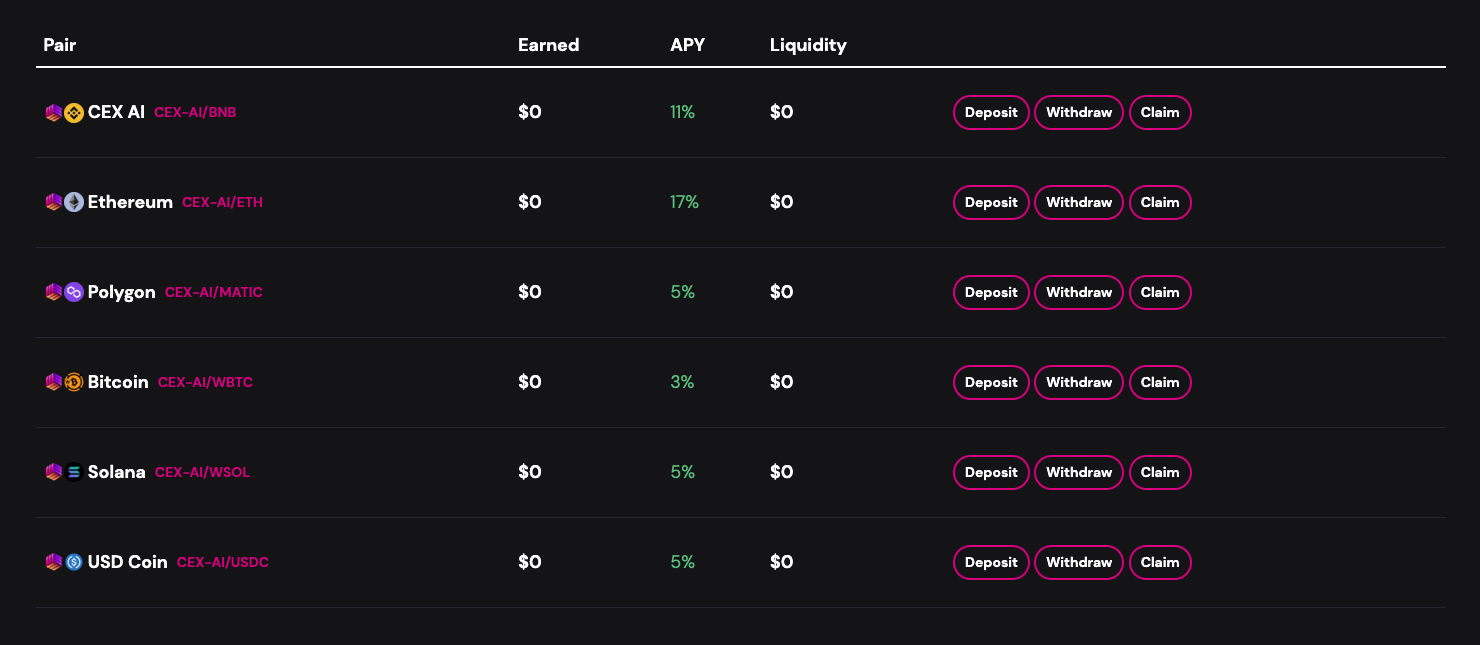 Pair Earned APY Liquidity
CEX AI CEX-AI/BNB $0 11% $0 Deposit Withdraw Claim
Ethereum CEX-AI/ETH $0 17% $0 Deposit Withdraw Claim
Polygon CEX-AI/MATIC $0 5% $0 Deposit Withdraw Claim
Bitcoin CEX-AI/WBTC $0 3% $0 Deposit Withdraw Claim
Solana CEX-AI/WSOL $0 5% $0 Deposit Withdraw Claim
USD Coin CEX-AI/USDC $0 5% $0 Deposit Withdraw Claim